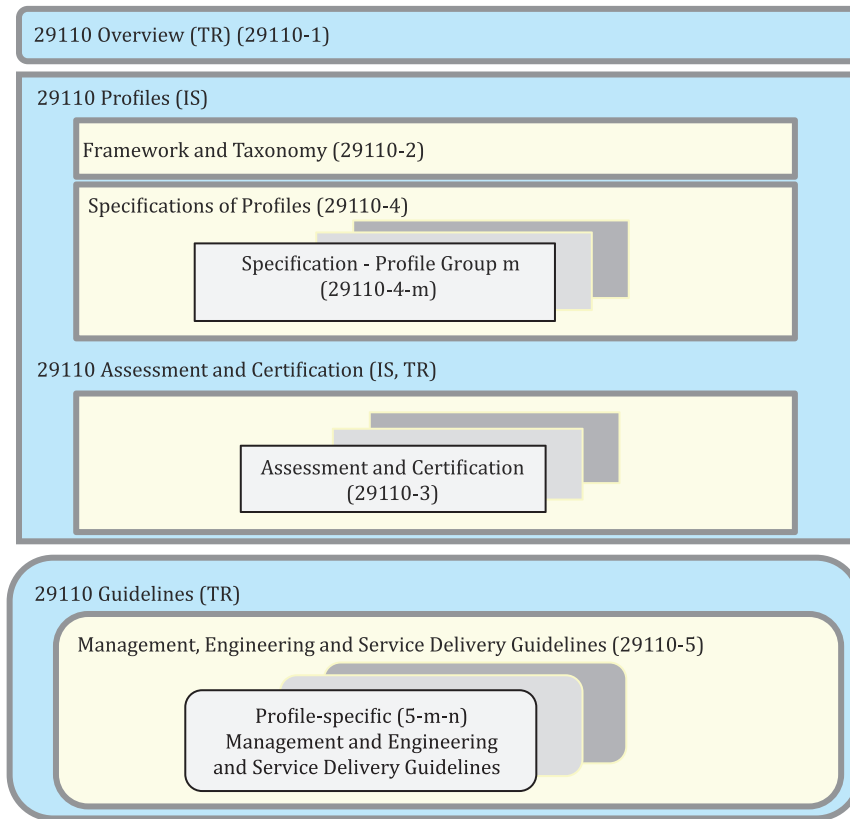 29110 Overview (TR) (29110-1)
29110 Profiles (IS)
Framework and Taxonomy (29110-2)
Specifications of Profiles (29110-4)
Specification - Profile Group m
(29110-4-m)
29110 Assessment and Certification (IS, TR)
Assessment and Certification
(29110-3)
29110 Guidelines (TR)
Management, Engineering and Service Delivery Guidelines (29110-5)
Profile-specific (5-m-n)
Management and Engineering
and Service Delivery Guidelines